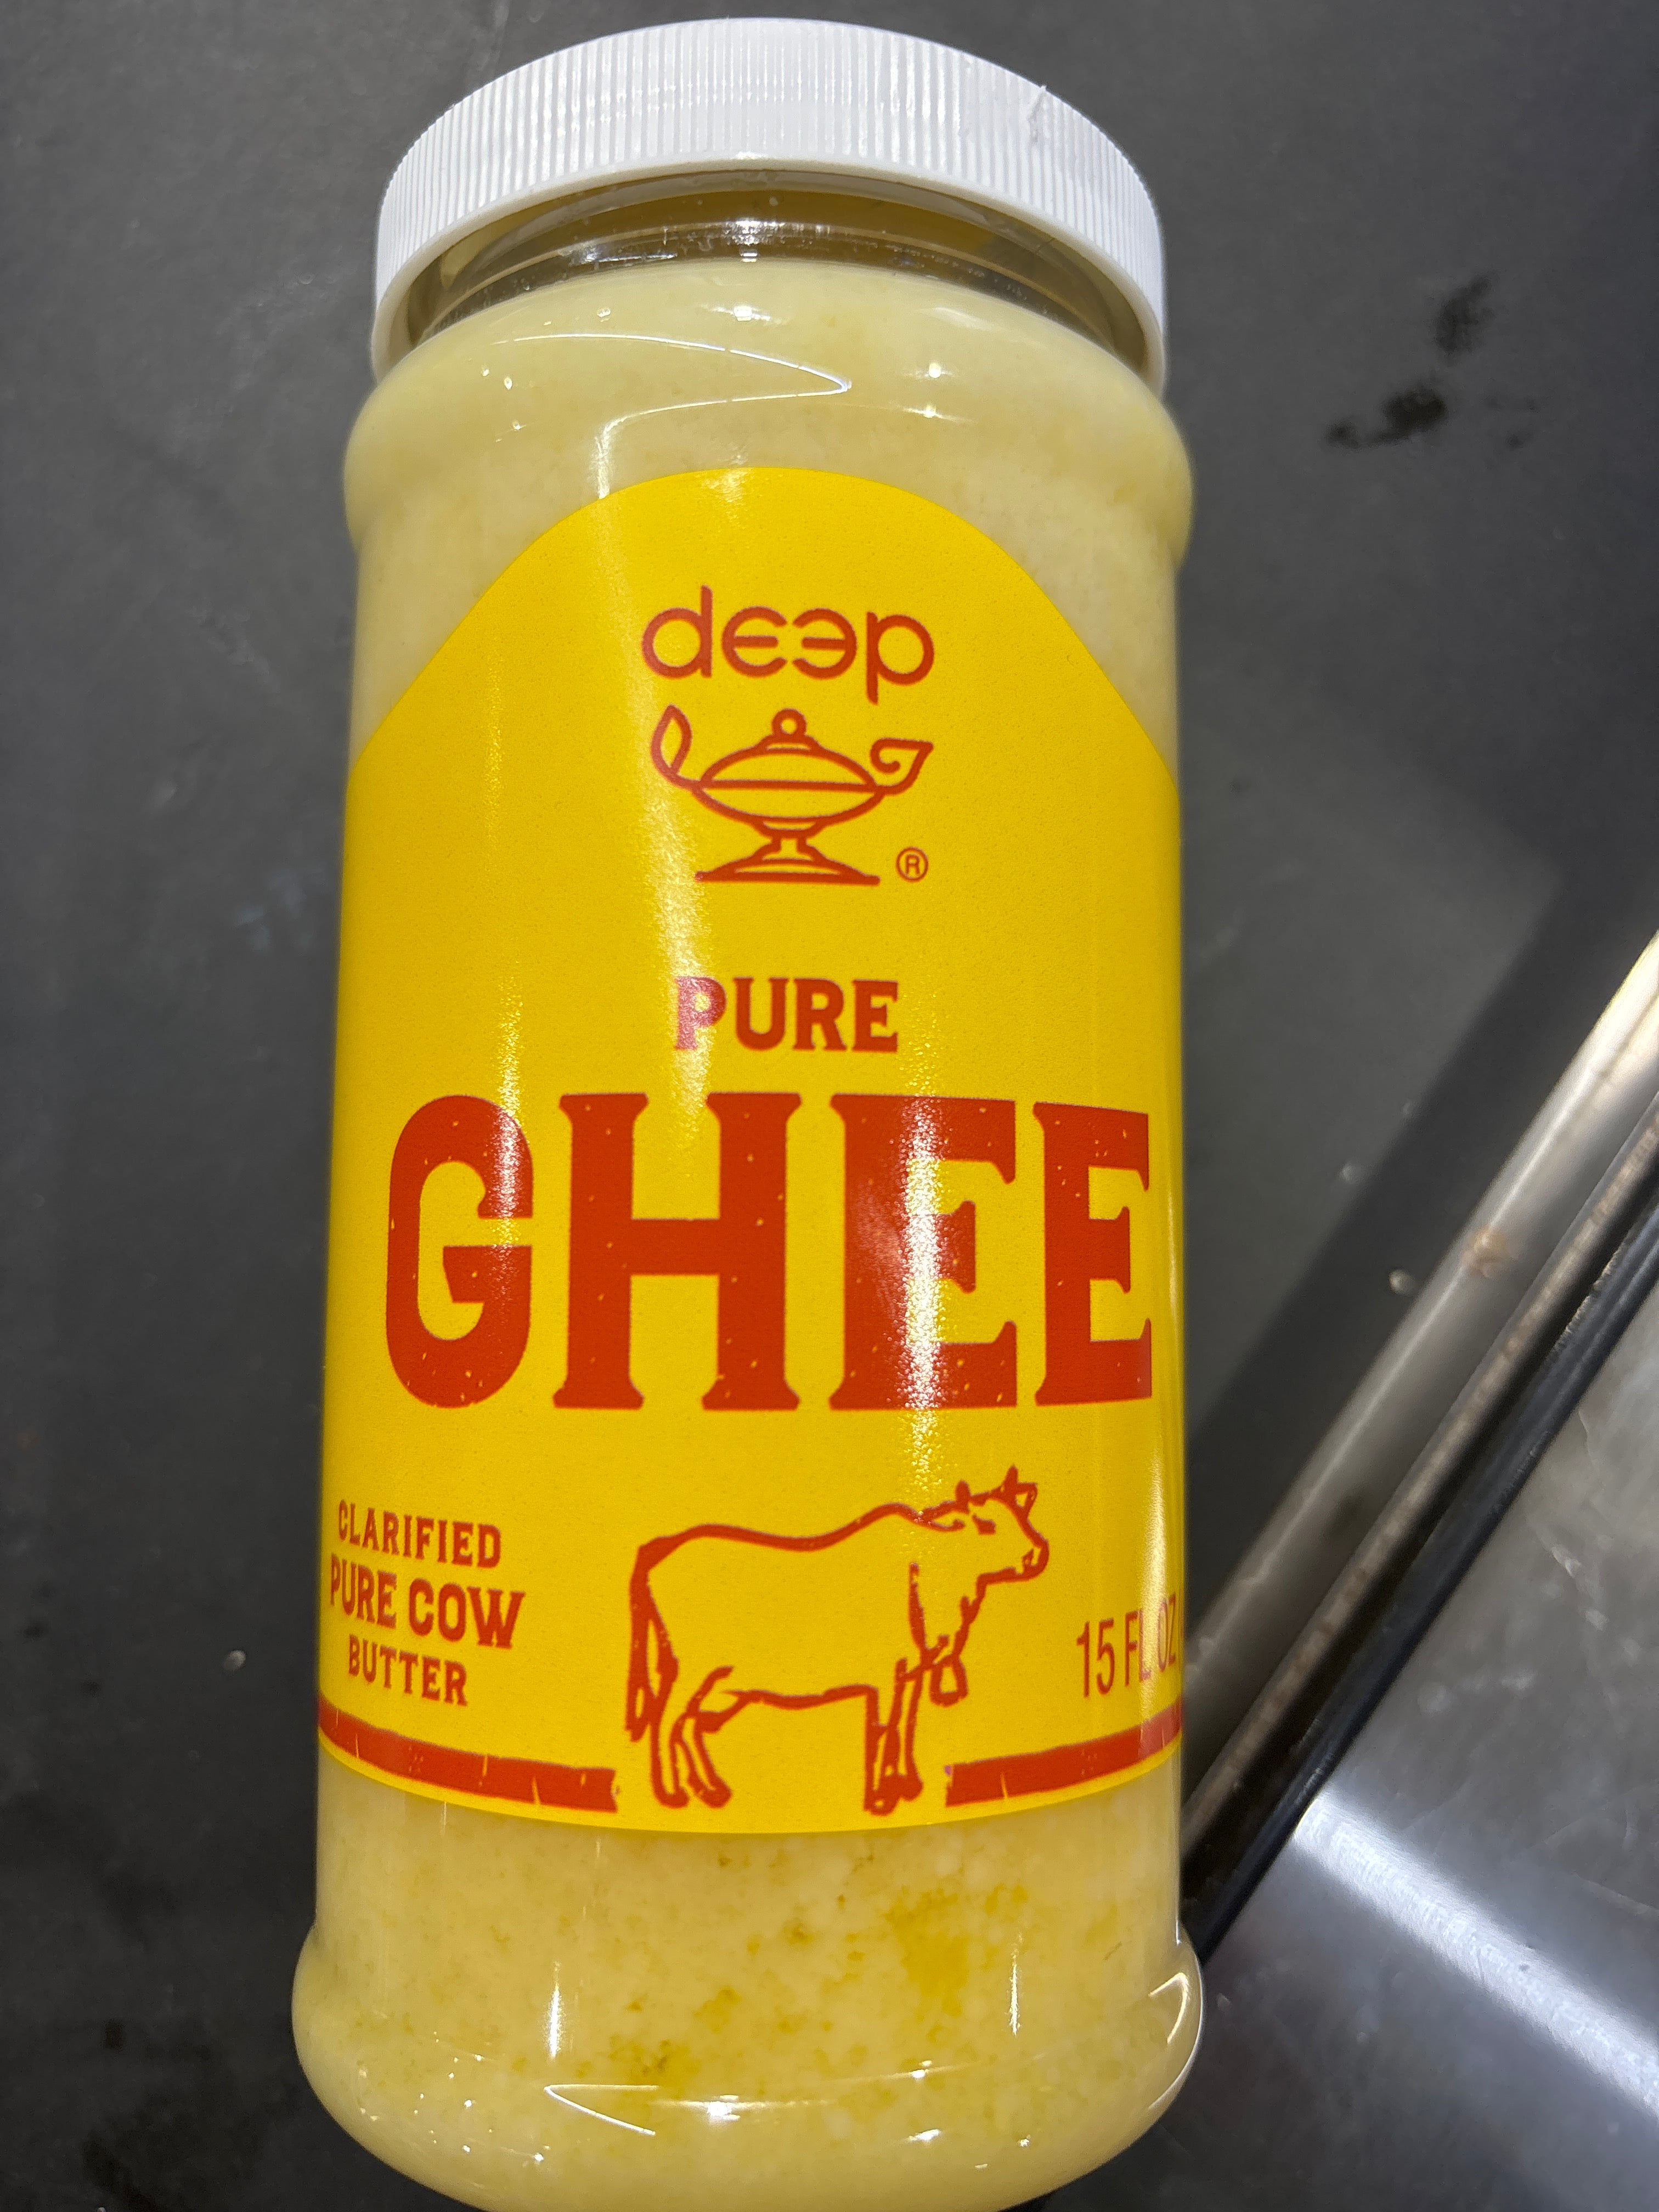 deep
®
PURE
GHEE
CLARIFIED
PURE COW
BUTTER
15 FL OZ